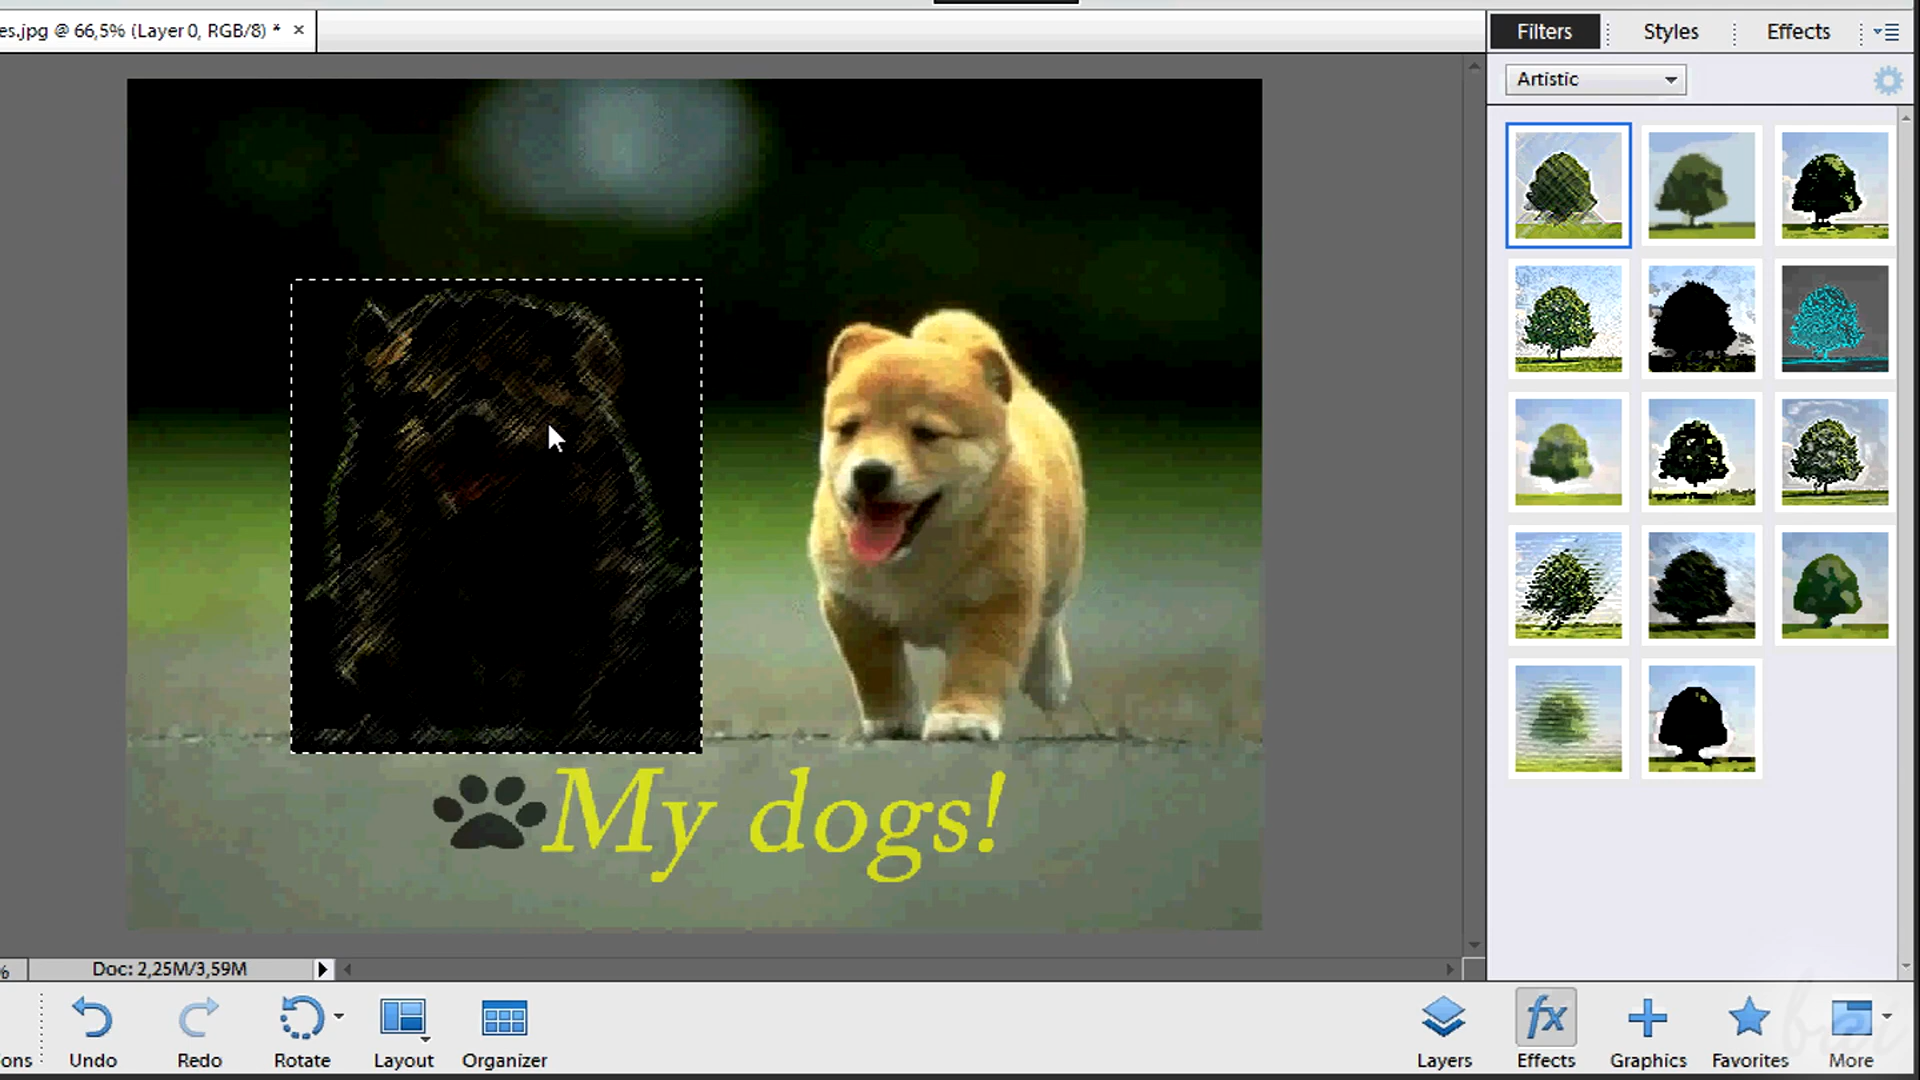 es.jpg @ 66,5% (Layer 0, RGB/8) * ×
Filters Styles Effects
Artistic
My dogs!
% Doc: 2,25M/3,59M
ons Undo Redo Rotate Layout Organizer Layers Effects Graphics Favorites More
fx